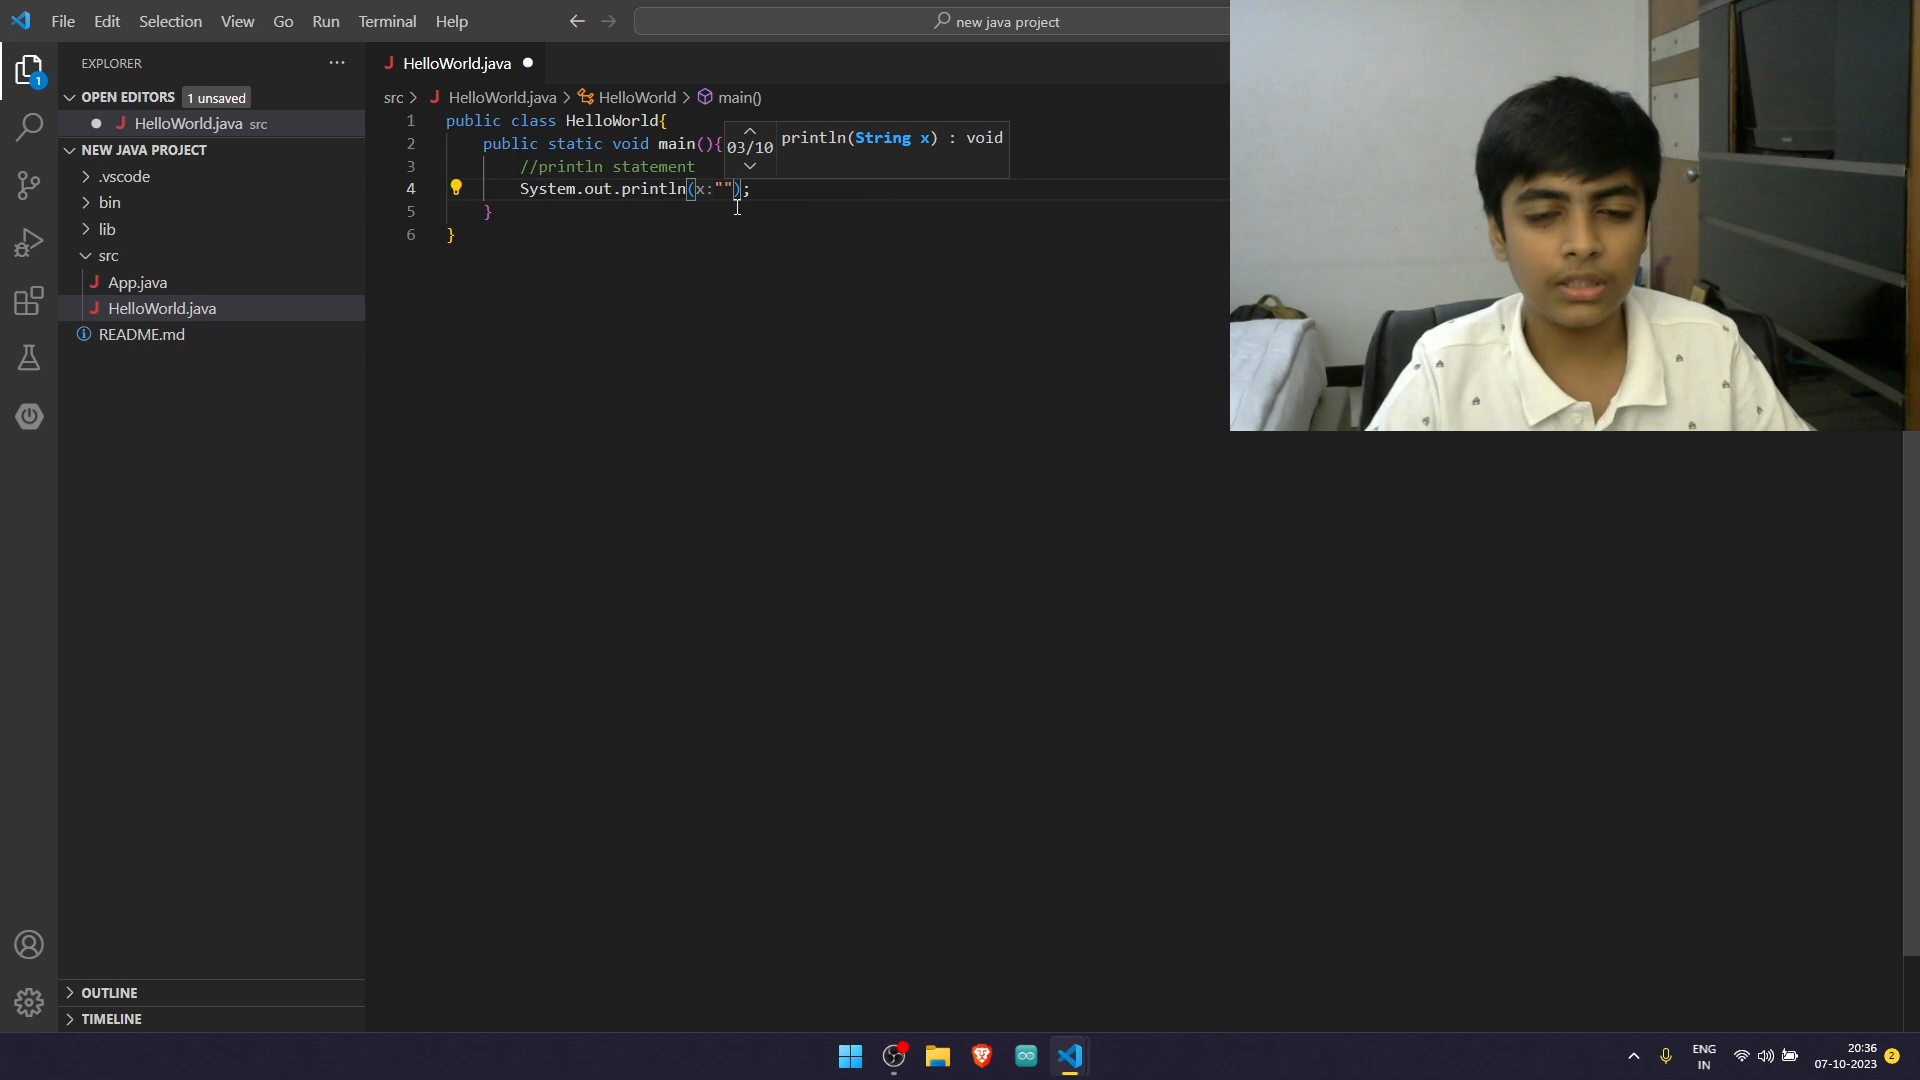 File Edit Selection View Go Run Terminal Help
new java project
EXPLORER
HelloWorld.java
OPEN EDITORS 1 unsaved
src > HelloWorld.java > HelloWorld > main()
HelloWorld.java src
NEW JAVA PROJECT
.vscode
bin
lib
src
App.java
HelloWorld.java
README.md
1 public class HelloWorld{
2 public static void main(){
3 //println statement
4 System.out.println(x:"");
5 }
6 }
03/10
println(String x) : void
1
OUTLINE
TIMELINE
ENG
IN
20:36
07-10-2023
2